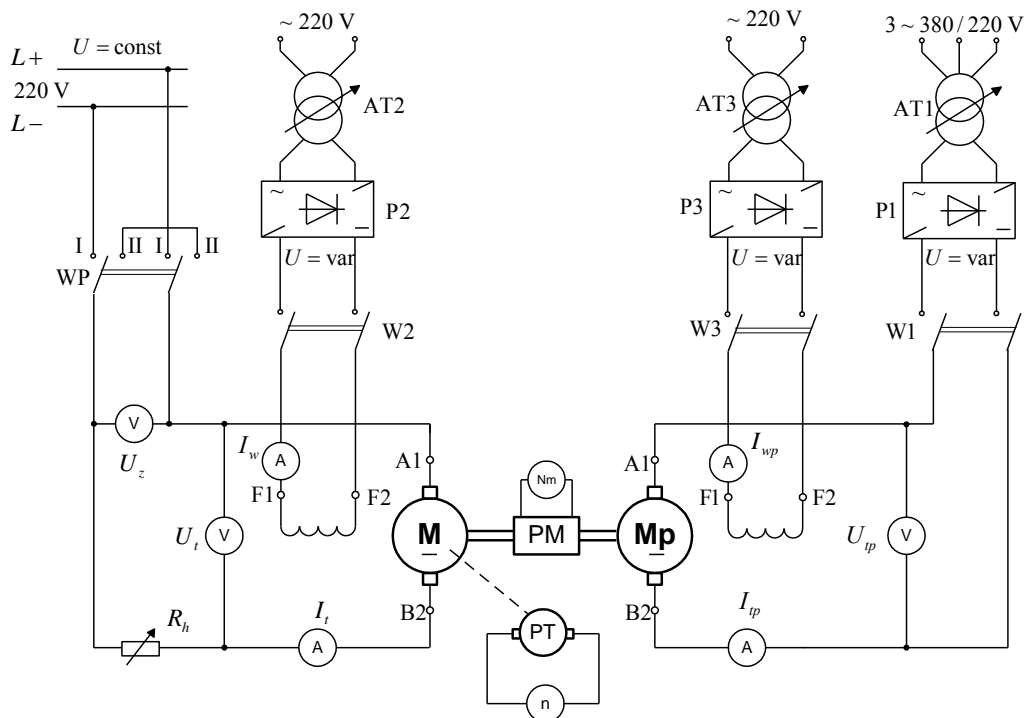 ~ 220 V
~ 220 V
3 ~ 380 / 220 V
U = const
L+
220 V
L−
AT2
AT3
AT1
~
~
~
P2
P3
P1
−
−
−
I
II
I
II
U = var
U = var
U = var
WP
W2
W3
W1
V
U_z
I_w
A
A1
A1
A
I_wp
F1
F2
Nm
F1
F2
U_t
V
M
PM
Mp
U_tp
V
B2
B2
R_h
I_t
A
PT
I_tp
A
n